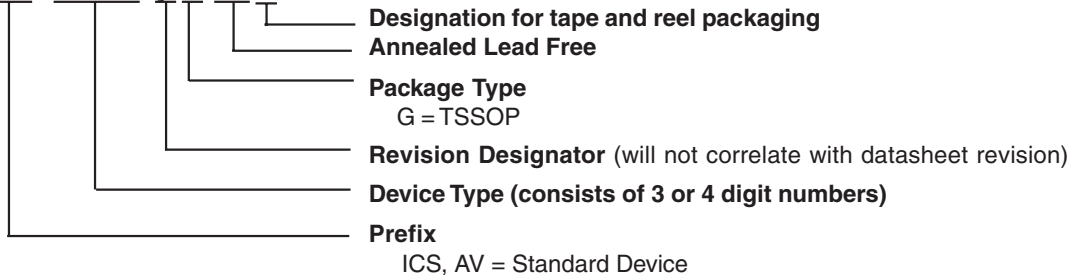 Designation for tape and reel packaging
Annealed Lead Free
Package Type
G = TSSOP
Revision Designator (will not correlate with datasheet revision)
Device Type (consists of 3 or 4 digit numbers)
Prefix
ICS, AV = Standard Device